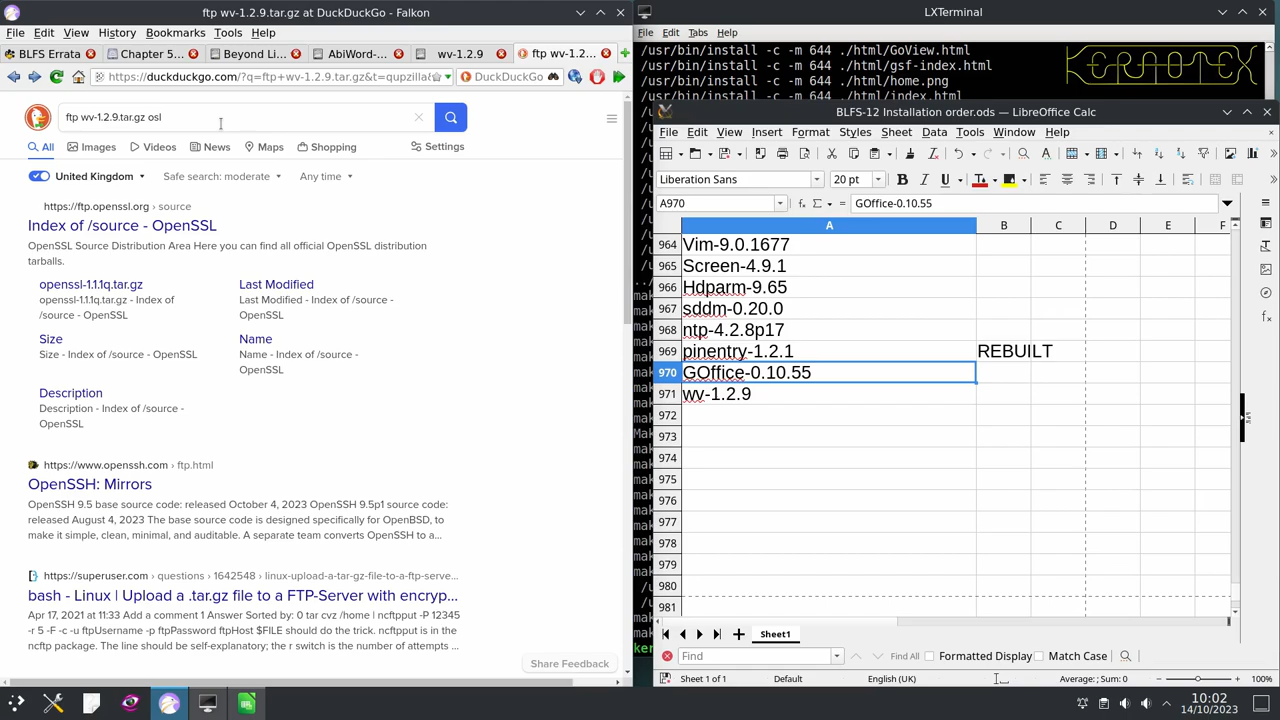 ftp wv-1.2.9.tar.gz at DuckDuckGo - Falkon
File Edit View History Bookmarks Tools Help
BLFS Errata
Chapter 5...
Beyond Li...
AbiWord-...
wv-1.2.9
ftp wv-1.2...
https://duckduckgo.com/?q=ftp+wv-1.2.9.tar.gz&t=qupzilla
DuckDuckGo
ftp wv-1.2.9.tar.gz osl
All Images Videos News Maps Shopping Settings
United Kingdom Safe search: moderate Any time
https://ftp.openssl.org › source
Index of /source - OpenSSL
OpenSSL Source Distribution Area Here you can find all official OpenSSL distribution
tarballs.
openssl-1.1.1q.tar.gz
openssl-1.1.1q.tar.gz - Index of
/source - OpenSSL
Last Modified
Last Modified - Index of /source -
OpenSSL
Size
Size - Index of /source - OpenSSL
Name
Name - Index of /source -
OpenSSL
Description
Description - Index of /source -
OpenSSL
https://www.openssh.com › ftp.html
OpenSSH: Mirrors
OpenSSH 9.5 base source code: released October 4, 2023 OpenSSH 9.5p1 source code:
released August 4, 2023 The base source code is designed specifically for OpenBSD, to
make it simple, clean, minimal, and auditable. A separate team converts OpenSSH to a...
https://superuser.com › questions › 1642548 › linux-upload-a-tar-gz-file-to-a-ftp-serve...
bash - Linux | Upload a .tar.gz file to a FTP-Server with encryp...
Apr 17, 2021 at 11:33 Add a comment 1 Answer Sorted by: 0 tar cvz /home | ncftpput -P 12345
-r 5 -F -c -u ftpUsername -p ftpPassword ftpHost $FILE should do the trick. ncftpput is in the
ncftp package. The line should be self-explanatory; the r switch is the number of attempts ...
Share Feedback
LXTerminal
File Edit Tabs Help
/usr/bin/install -c -m 644 ./html/GoView.html
/usr/bin/install -c -m 644 ./html/gsf-index.html
/usr/bin/install -c -m 644 ./html/home.png
/usr/bin/install -c -m 644 ./html/index.html
KERNOTEX
BLFS-12 Installation order.ods — LibreOffice Calc
File Edit View Insert Format Styles Sheet Data Tools Window Help
Liberation Sans 20 pt
A970 GOffice-0.10.55
A B C D E F
964 Vim-9.0.1677
965 Screen-4.9.1
966 Hdparm-9.65
967 sddm-0.20.0
968 ntp-4.2.8p17
969 pinentry-1.2.1 REBUILT
970 GOffice-0.10.55
971 wv-1.2.9
972
973
974
975
976
977
978
979
980
981
Sheet1
Find Find All Formatted Display Match Case
Sheet 1 of 1 Default English (UK) Average: ; Sum: 0 100%
10:02
14/10/2023